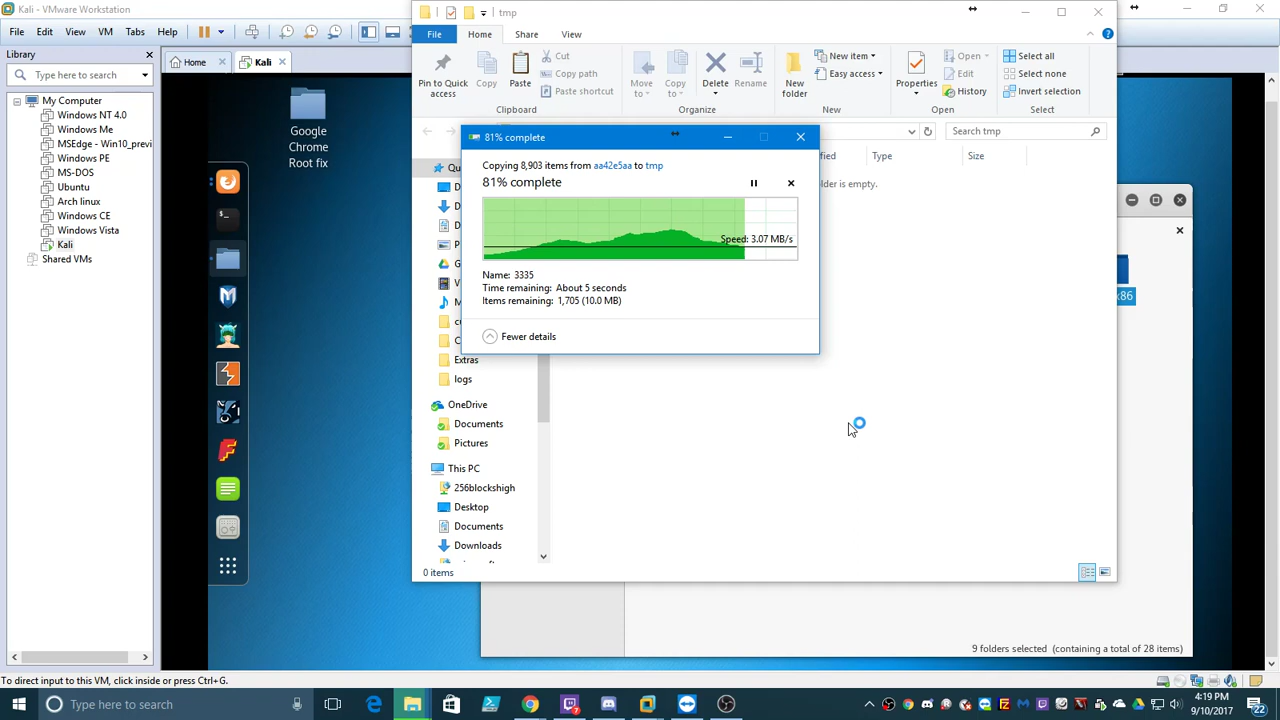 Kali - VMware Workstation
File Edit View VM Tabs Help
Library
Type here to search
My Computer
Windows NT 4.0
Windows Me
MSEdge - Win10_previ
Windows PE
MS-DOS
Ubuntu
Arch linux
Windows CE
Windows Vista
Kali
Shared VMs
Home
Kali
Google
Chrome
Root fix
tmp
File Home Share View
Pin to Quick
access
Copy
Paste
Cut
Copy path
Paste shortcut
Clipboard
Move
to
Copy
to
Delete
Rename
Organize
New
folder
New item
Easy access
New
Properties
Open
Edit
History
Open
Select all
Select none
Invert selection
Select
Search tmp
Type
Size
81% complete
Copying 8,903 items from aa42e5aa to tmp
81% complete
Speed: 3.07 MB/s
Name: 3335
Time remaining: About 5 seconds
Items remaining: 1,705 (10.0 MB)
Fewer details
Extras
logs
OneDrive
Documents
Pictures
This PC
256blockshigh
Desktop
Documents
Downloads
0 items
9 folders selected (containing a total of 28 items)
To direct input to this VM, click inside or press Ctrl+G.
Type here to search
4:19 PM
9/10/2017